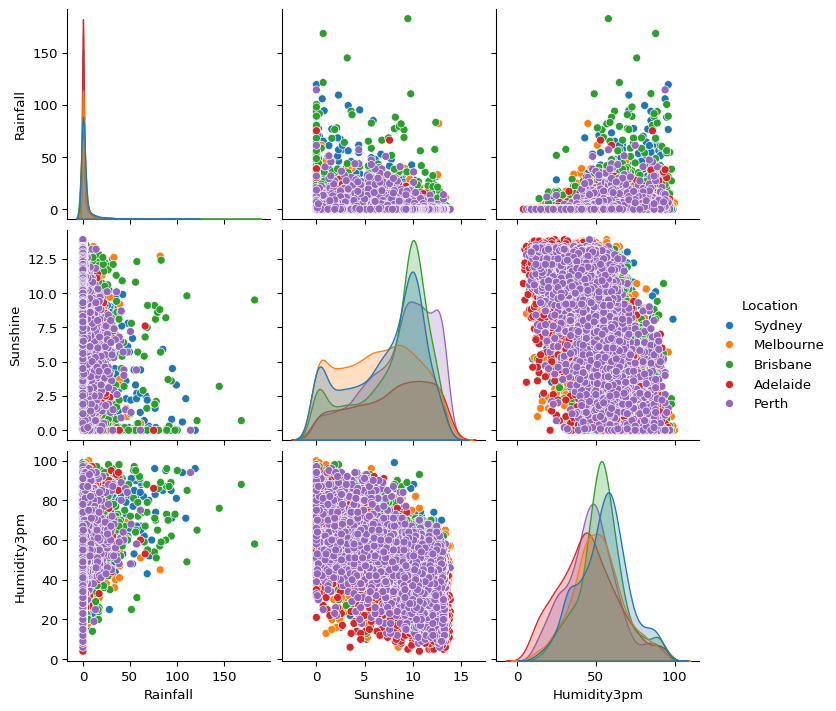 Rainfall
150
100
50
0
Sunshine
12.5
10.0
7.5
5.0
2.5
0.0
Humidity3pm
100
80
60
40
20
0
0 50 100 150
Rainfall
0 5 10 15
Sunshine
0 50 100
Humidity3pm
Location
Sydney
Melbourne
Brisbane
Adelaide
Perth